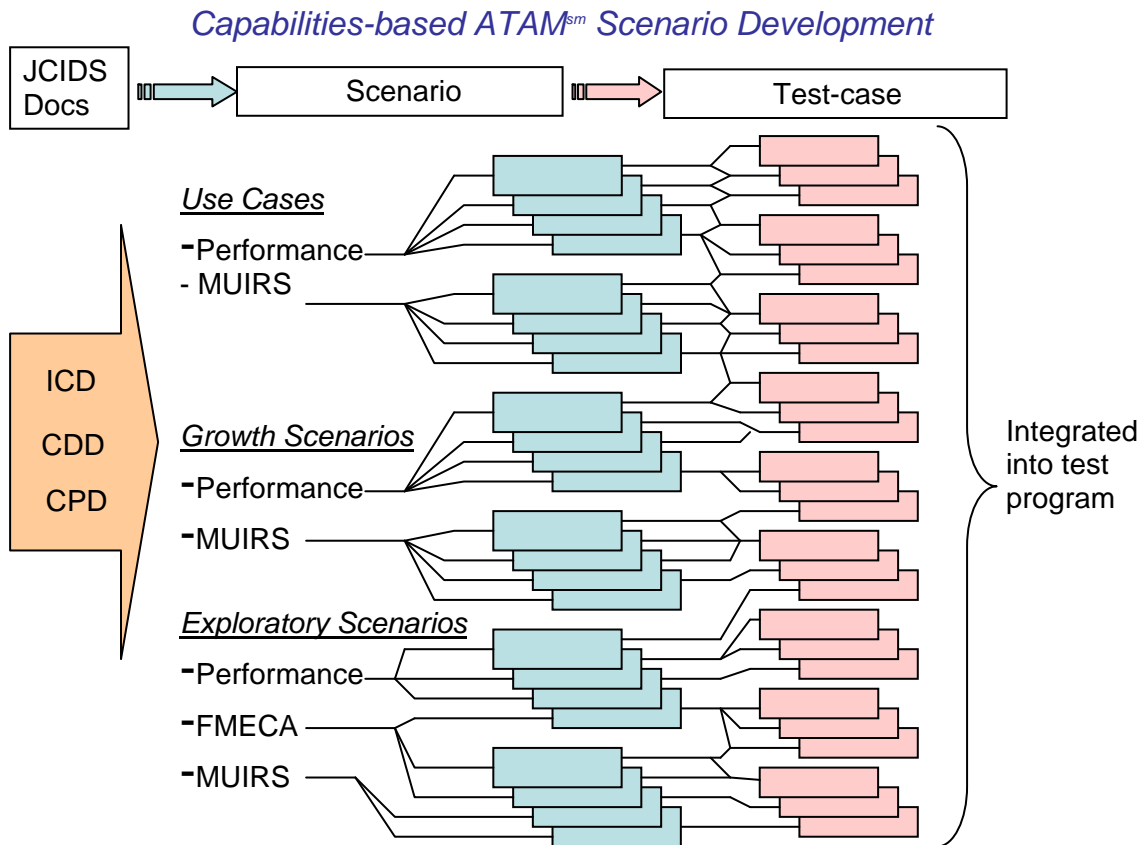 Capabilities-based ATAMsm Scenario Development
JCIDS
Docs
Scenario
Test-case
Use Cases
-Performance
- MUIRS
ICD
CDD
CPD
Growth Scenarios
-Performance
-MUIRS
Exploratory Scenarios
-Performance
-FMECA
-MUIRS
Integrated
into test
program